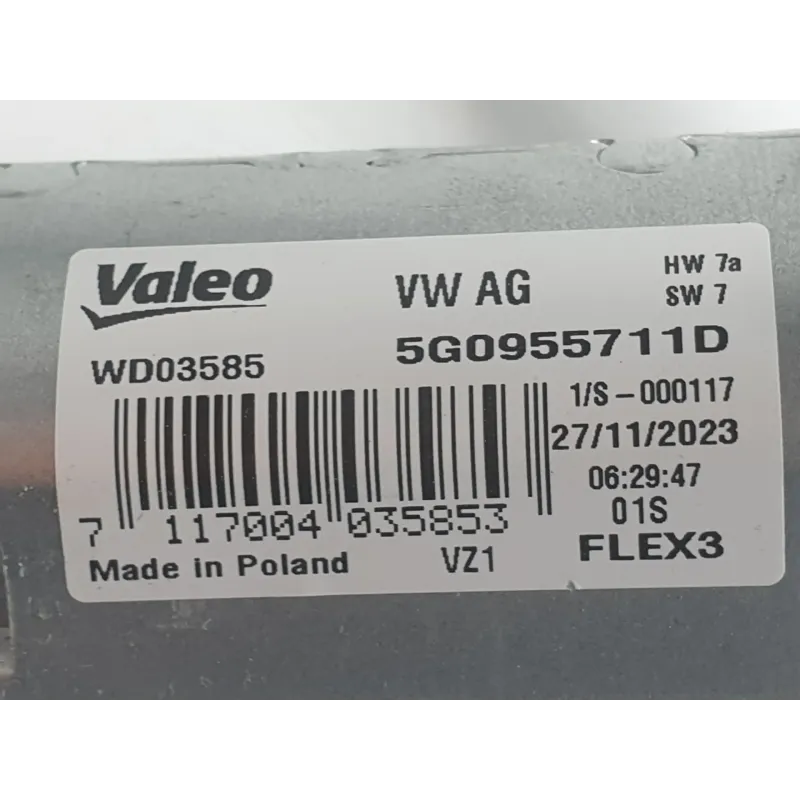 Valeo
VW AG
HW 7a
SW 7
WD03585
5G0955711D
1/S-000117
27/11/2023
06:29:47
01S
7 117004 035853
Made in Poland
VZ1
FLEX3